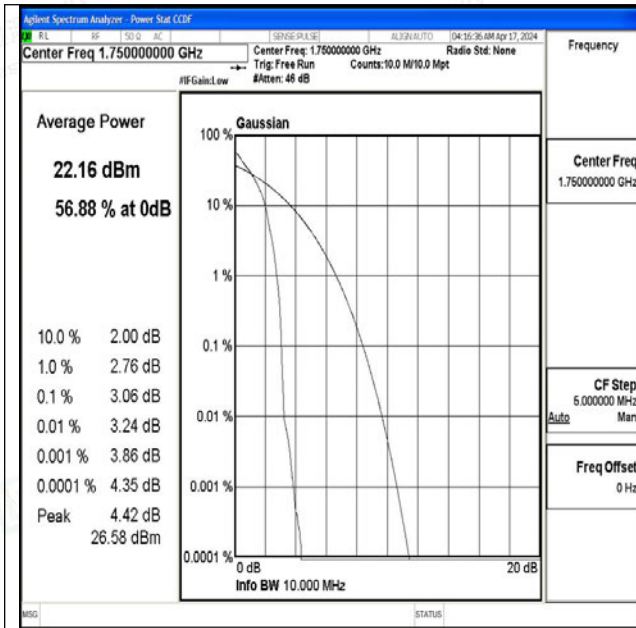 Agilent Spectrum Analyzer - Power Stat CCDF
RL RF 50 Ω AC SENSE:PULSE ALIGNAUTO 04:16:36 AM Apr 17, 2024
Center Freq 1.750000000 GHz
Center Freq: 1.750000000 GHz Radio Std: None
Trig: Free Run Counts:10.0 M/10.0 Mpt
#IFGain:Low #Atten: 46 dB
Frequency
Average Power
22.16 dBm
56.88 % at 0dB
10.0 % 2.00 dB
1.0 % 2.76 dB
0.1 % 3.06 dB
0.01 % 3.24 dB
0.001 % 3.86 dB
0.0001 % 4.35 dB
Peak 4.42 dB
26.58 dBm
Gaussian
100 %
10 %
1 %
0.1 %
0.01 %
0.001 %
0.0001 %
0 dB 20 dB
Info BW 10.000 MHz
Center Freq
1.750000000 GHz
CF Step
5.000000 MHz
Auto Man
Freq Offset
0 Hz
MSG STATUS